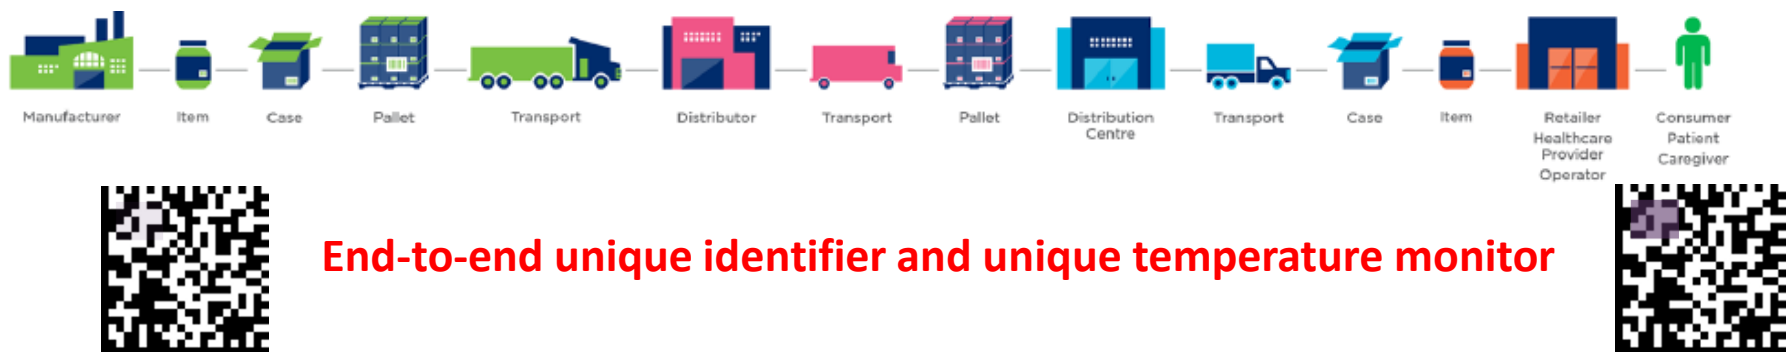 Manufacturer
Item
Case
Pallet
Transport
Distributor
Transport
Pallet
Distribution
Centre
Transport
Case
Item
Retailer
Healthcare
Provider
Operator
Consumer
Patient
Caregiver
End-to-end unique identifier and unique temperature monitor